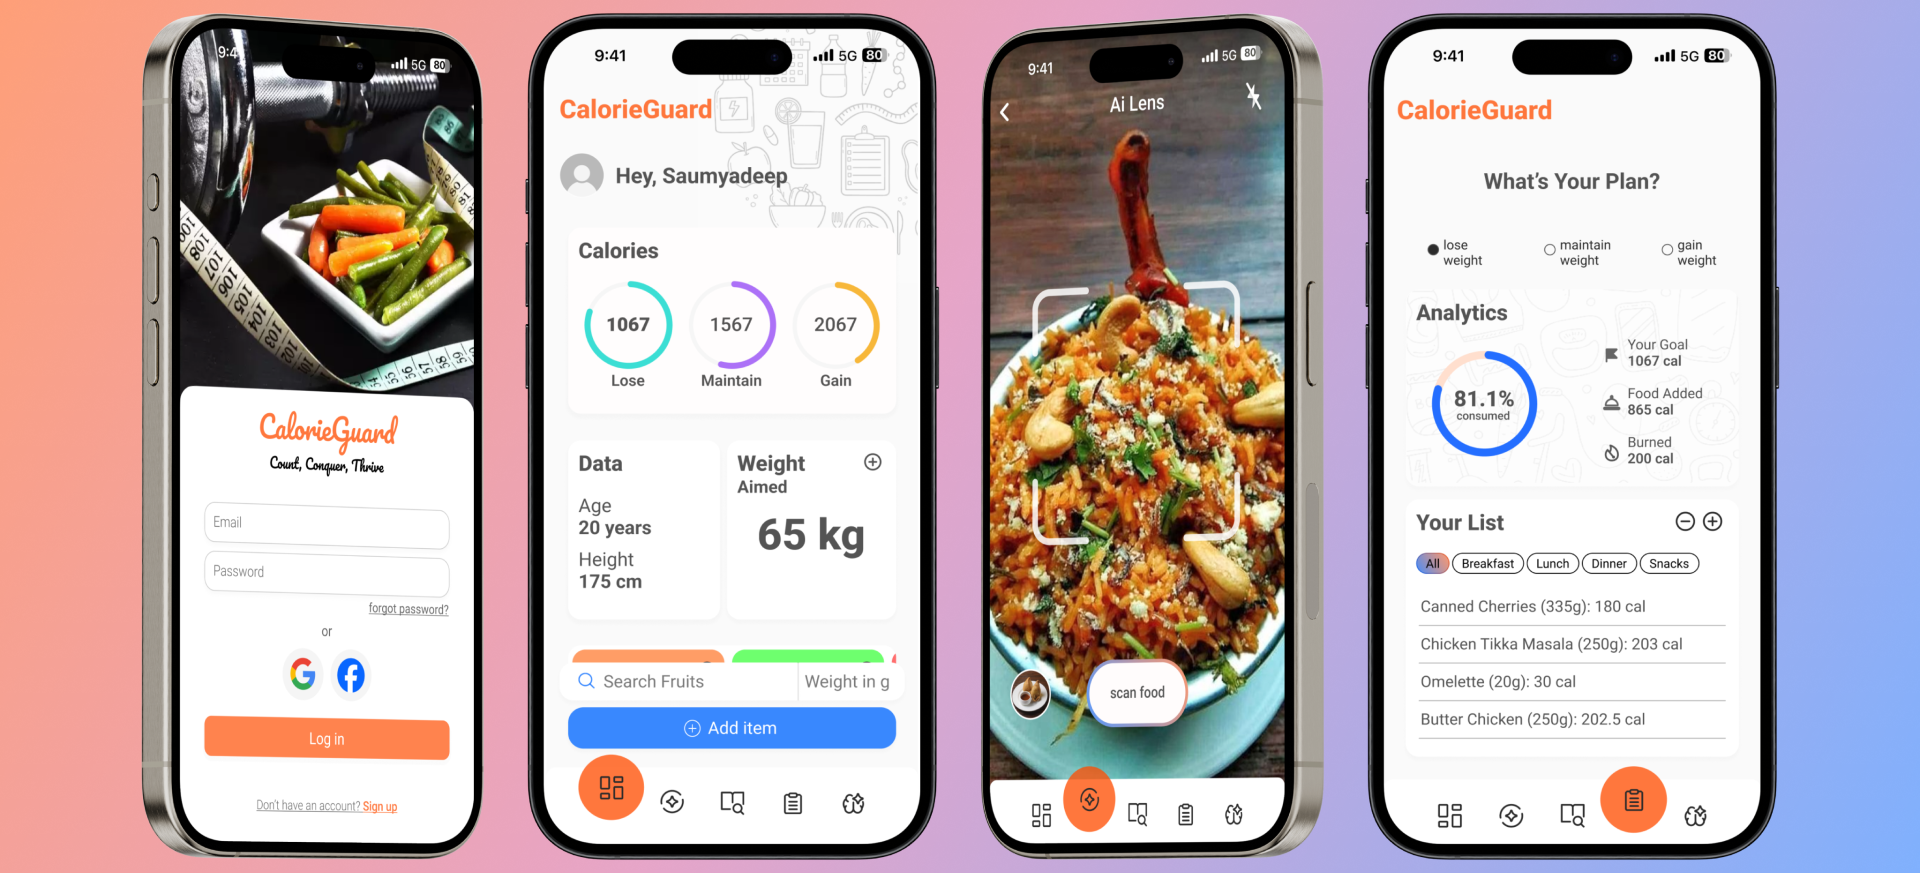 9:4
5G 80
CalorieGuard
Count, Conquer, Thrive
Email
Password
forgot password?
or
Log in
Don't have an account? Sign up
9:41
5G 80
CalorieGuard
Hey, Saumyadeep
Calories
1067
1567
2067
Lose
Maintain
Gain
Data
Age
20 years
Height
175 cm
Weight
Aimed
65 kg
Search Fruits
Weight in g
Add item
9:41
5G 80
Ai Lens
scan food
9:41
5G 80
CalorieGuard
What's Your Plan?
lose
weight
maintain
weight
gain
weight
Analytics
81.1%
consumed
Your Goal
1067 cal
Food Added
865 cal
Burned
200 cal
Your List
All
Breakfast
Lunch
Dinner
Snacks
Canned Cherries (335g): 180 cal
Chicken Tikka Masala (250g): 203 cal
Omelette (20g): 30 cal
Butter Chicken (250g): 202.5 cal